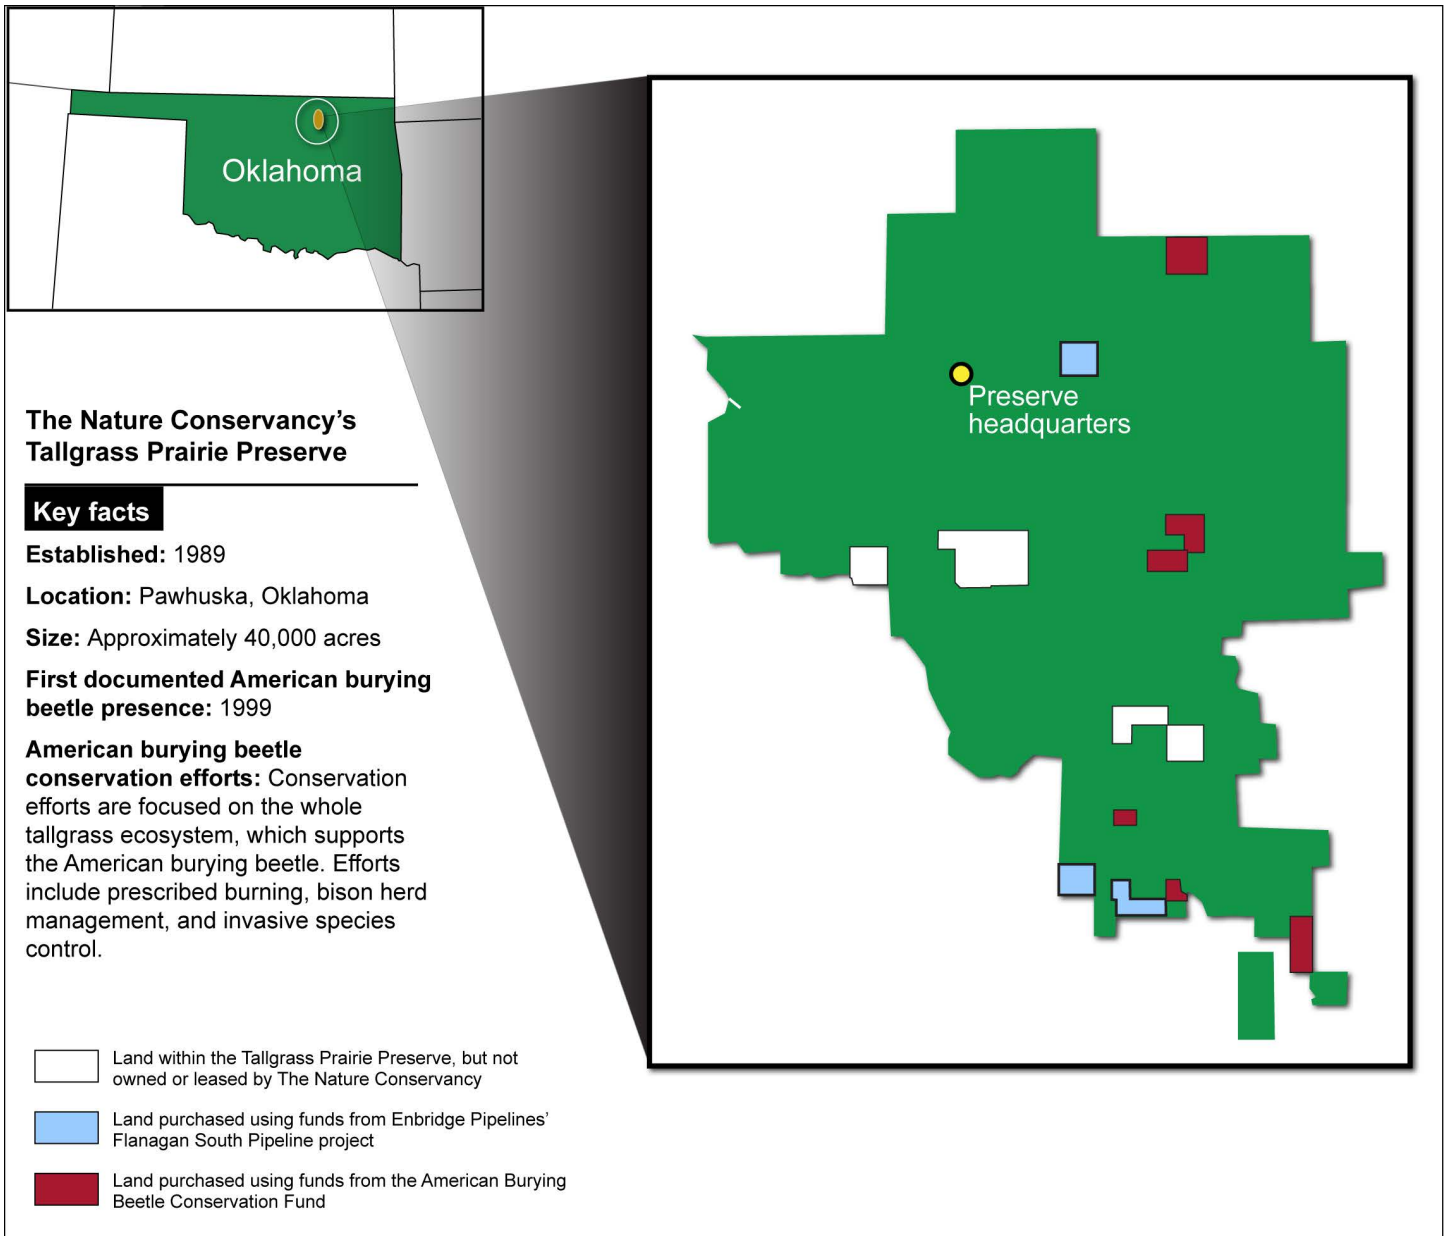 Oklahoma
The Nature Conservancy’s
Tallgrass Prairie Preserve
Key facts
Established: 1989
Location: Pawhuska, Oklahoma
Size: Approximately 40,000 acres
First documented American burying
beetle presence: 1999
American burying beetle
conservation efforts: Conservation
efforts are focused on the whole
tallgrass ecosystem, which supports
the American burying beetle. Efforts
include prescribed burning, bison herd
management, and invasive species
control.
Preserve
headquarters
Land within the Tallgrass Prairie Preserve, but not
owned or leased by The Nature Conservancy
Land purchased using funds from Enbridge Pipelines’
Flanagan South Pipeline project
Land purchased using funds from the American Burying
Beetle Conservation Fund